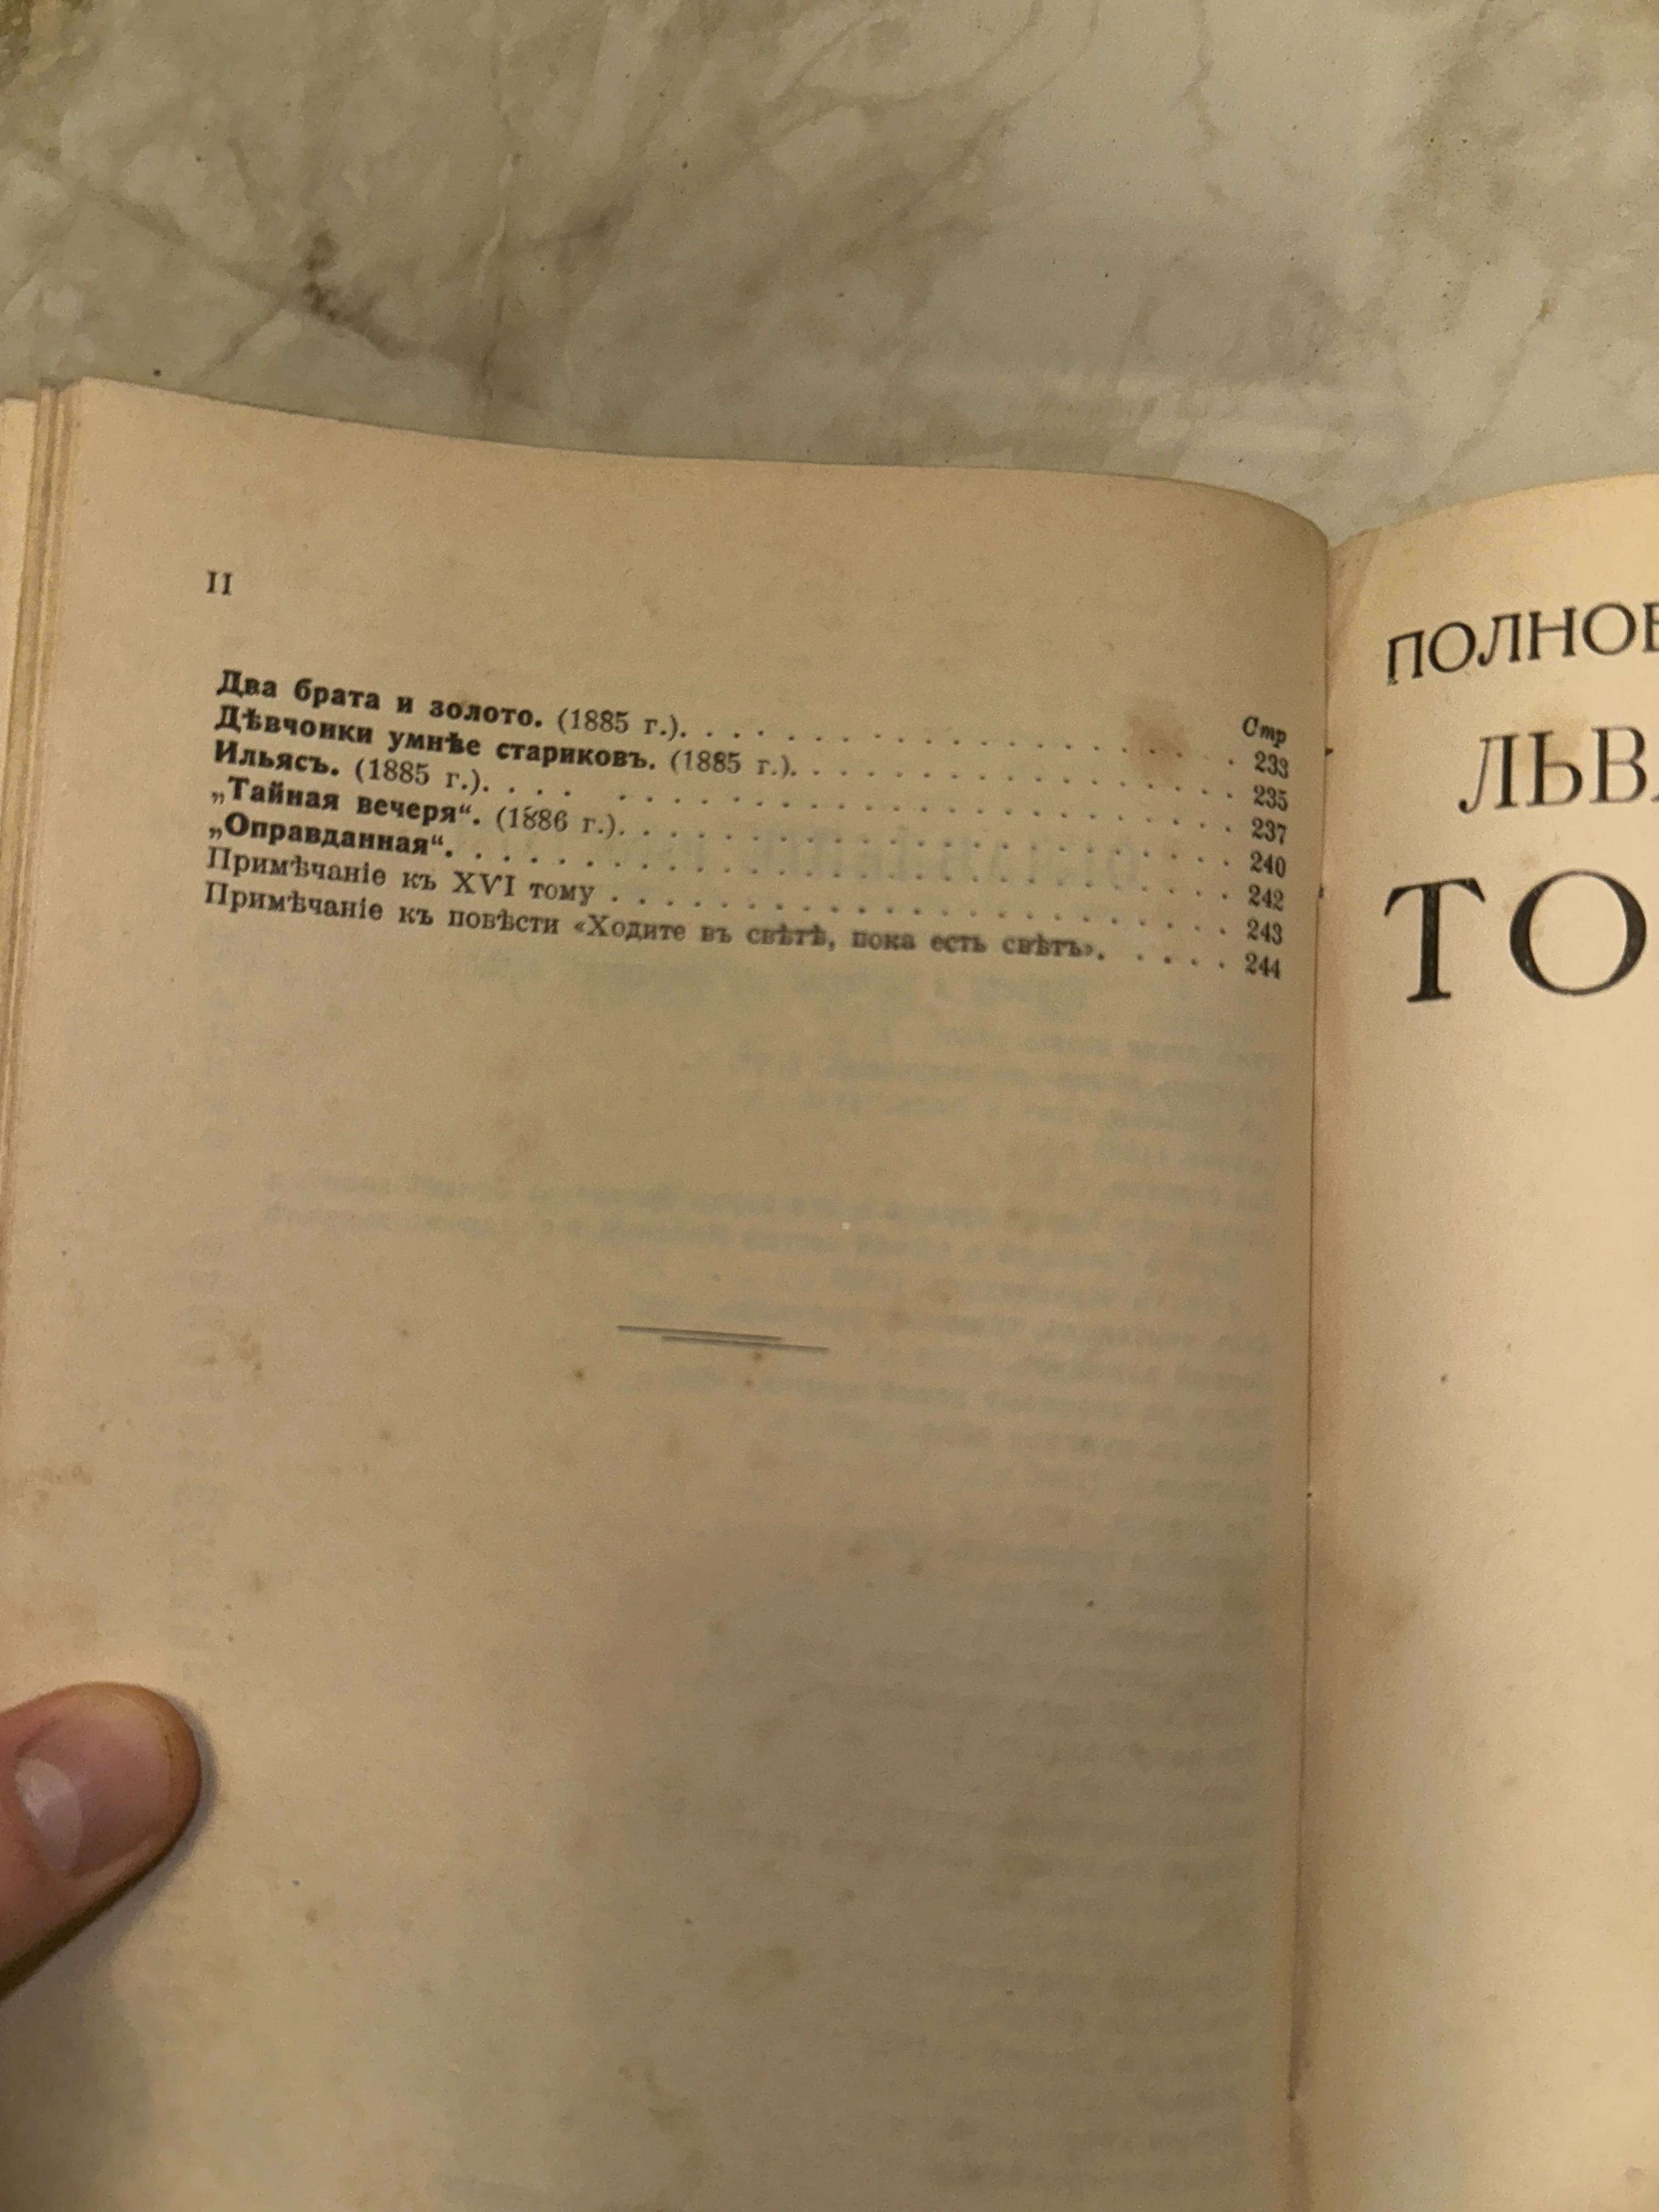 II
Стр
Два брата и золото. (1885 г.). . . . . . . . . . . . . . . . . . . . 233
Дѣвчонки умнѣе стариковъ. (1885 г.). . . . . . . . . . . . . . . . 235
Ильясъ. (1885 г.). . . . . . . . . . . . . . . . . . . . . . . . . 237
„Тайная вечеря“. (1886 г.). . . . . . . . . . . . . . . . . . . . . 240
„Оправданная“. . . . . . . . . . . . . . . . . . . . . . . . . . . 242
Примѣчаніе къ XVI тому . . . . . . . . . . . . . . . . . . . . . . 243
Примѣчаніе къ повѣсти «Ходите въ свѣтѣ, пока есть свѣтъ». . . . . 244
ПОЛНОЕ
ЛЬВА
ТО